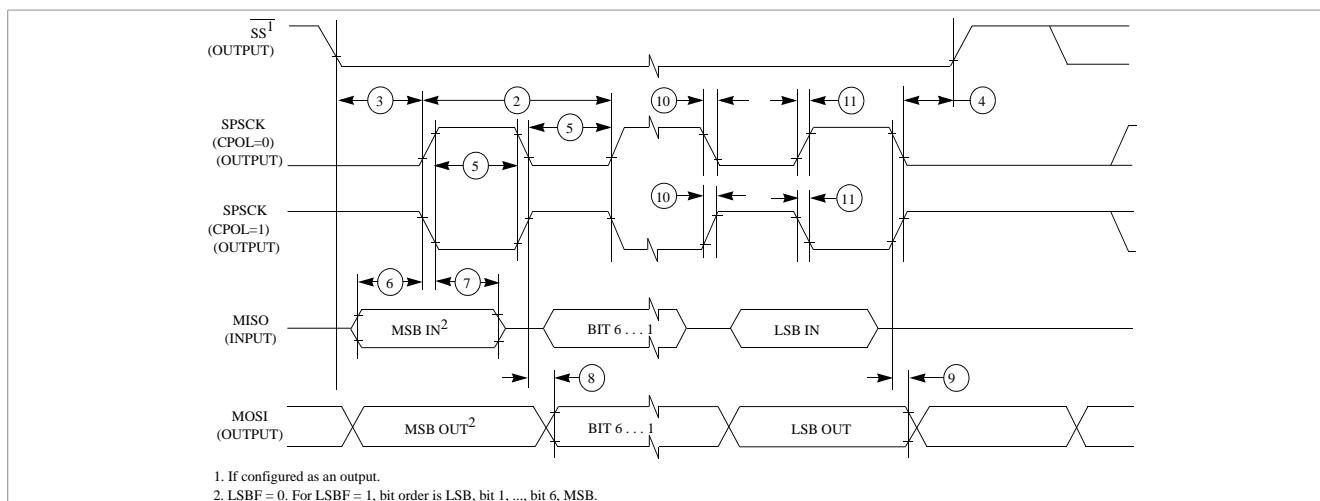 SS¹
(OUTPUT)
3
2
10
11
4
SPSCK
(CPOL=0)
(OUTPUT)
5
5
SPSCK
(CPOL=1)
(OUTPUT)
10
11
6
7
MISO
(INPUT)
MSB IN²
BIT 6 . . . 1
LSB IN
8
9
MOSI
(OUTPUT)
MSB OUT²
BIT 6 . . . 1
LSB OUT
1. If configured as an output.
2. LSBF = 0. For LSBF = 1, bit order is LSB, bit 1, ..., bit 6, MSB.